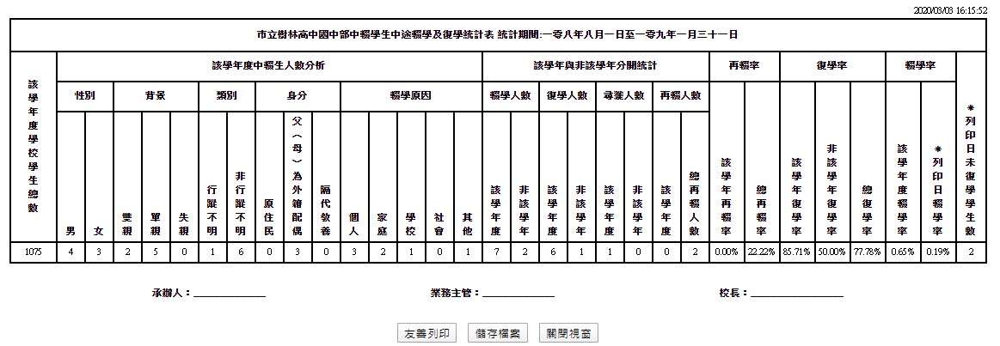 2020/03/03 16:15:52
市立樹林高中國中部中輟學生中途輟學及復學統計表 統計期間:一零八年八月一日至一零九年一月三十一日
該學年度學校學生總數
該學年度中輟生人數分析
該學年與非該學年分開統計
再輟率
復學率
輟學率
*列印日未復學學生數
性別
背景
類別
身分
輟學原因
輟學人數
復學人數
尋獲人數
再輟人數
男
女
雙親
單親
失親
行蹤不明
非行蹤不明
原住民
父(母)為外籍配偶
隔代教養
個人
家庭
學校
社會
其他
該學年度
非該學年
該學年度
非該學年
該學年度
非該學年
該學年度
總再輟人數
該學年再輟率
總再輟率
該學年復學率
非該學年復學率
總復學率
該學年度輟學率
*列印日輟學率
1075 4 3 2 5 0 1 6 0 3 0 3 2 1 0 1 7 2 6 1 1 0 0 2 0.00% 22.22% 85.71% 50.00% 77.78% 0.65% 0.19% 2
承辦人:_____________ 業務主管:_____________ 校長:_________________
友善列印 儲存檔案 關閉視窗